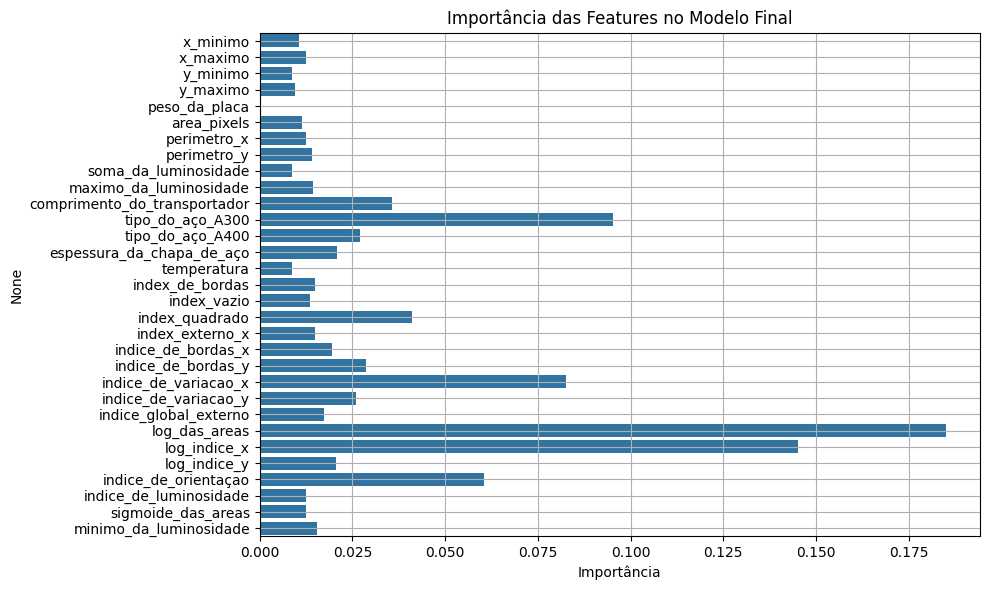 Importância das Features no Modelo Final
x_minimo
x_maximo
y_minimo
y_maximo
peso_da_placa
area_pixels
perimetro_x
perimetro_y
soma_da_luminosidade
maximo_da_luminosidade
comprimento_do_transportador
tipo_do_aço_A300
tipo_do_aço_A400
espessura_da_chapa_de_aço
temperatura
index_de_bordas
index_vazio
index_quadrado
index_externo_x
indice_de_bordas_x
indice_de_bordas_y
indice_de_variacao_x
indice_de_variacao_y
indice_global_externo
log_das_areas
log_indice_x
log_indice_y
indice_de_orientaçao
indice_de_luminosidade
sigmoide_das_areas
minimo_da_luminosidade
None
0.000 0.025 0.050 0.075 0.100 0.125 0.150 0.175
Importância